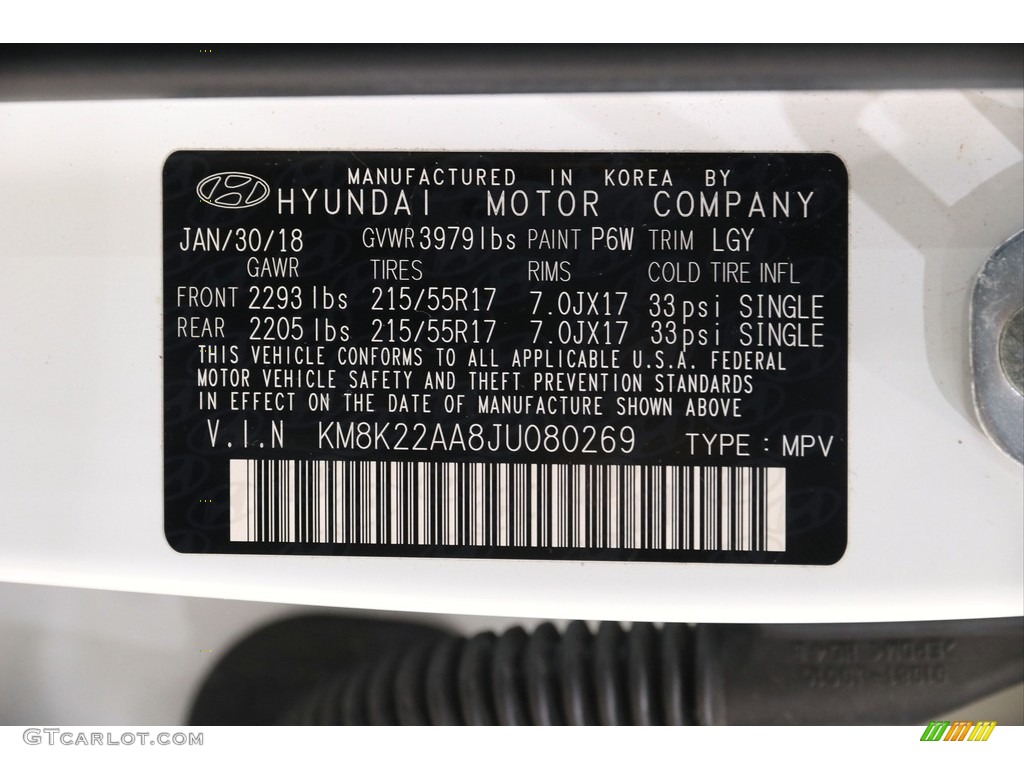 MANUFACTURED IN KOREA BY
HYUNDAI MOTOR COMPANY
JAN/30/18 GVWR 3979lbs PAINT P6W TRIM LGY
GAWR TIRES RIMS COLD TIRE INFL
FRONT 2293 lbs 215/55R17 7.0JX17 33psi SINGLE
REAR 2205 lbs 215/55R17 7.0JX17 33psi SINGLE
THIS VEHICLE CONFORMS TO ALL APPLICABLE U.S.A. FEDERAL
MOTOR VEHICLE SAFETY AND THEFT PREVENTION STANDARDS
IN EFFECT ON THE DATE OF MANUFACTURE SHOWN ABOVE
V.I.N KM8K22AA8JU080269 TYPE : MPV
GTCARLOT.COM